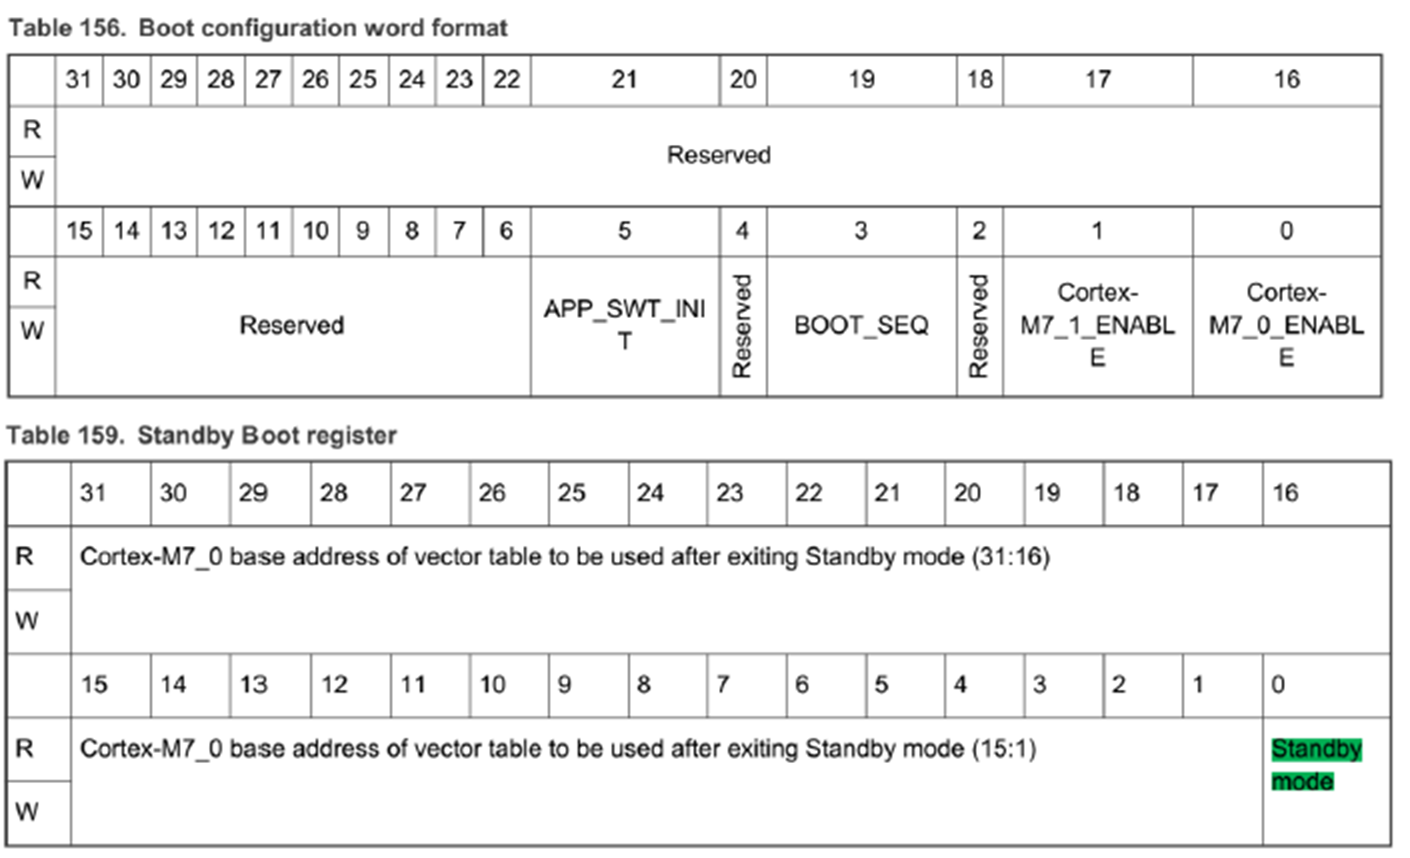 Table 156. Boot configuration word format
31 30 29 28 27 26 25 24 23 22 21 20 19 18 17 16
R
Reserved
W
15 14 13 12 11 10 9 8 7 6 5 4 3 2 1 0
R
W
Reserved
APP_SWT_INI
T
Reserved
BOOT_SEQ
Reserved
Cortex-
M7_1_ENABL
E
Cortex-
M7_0_ENABL
E
Table 159. Standby Boot register
31 30 29 28 27 26 25 24 23 22 21 20 19 18 17 16
R Cortex-M7_0 base address of vector table to be used after exiting Standby mode (31:16)
W
15 14 13 12 11 10 9 8 7 6 5 4 3 2 1 0
R Cortex-M7_0 base address of vector table to be used after exiting Standby mode (15:1)
Standby
mode
W